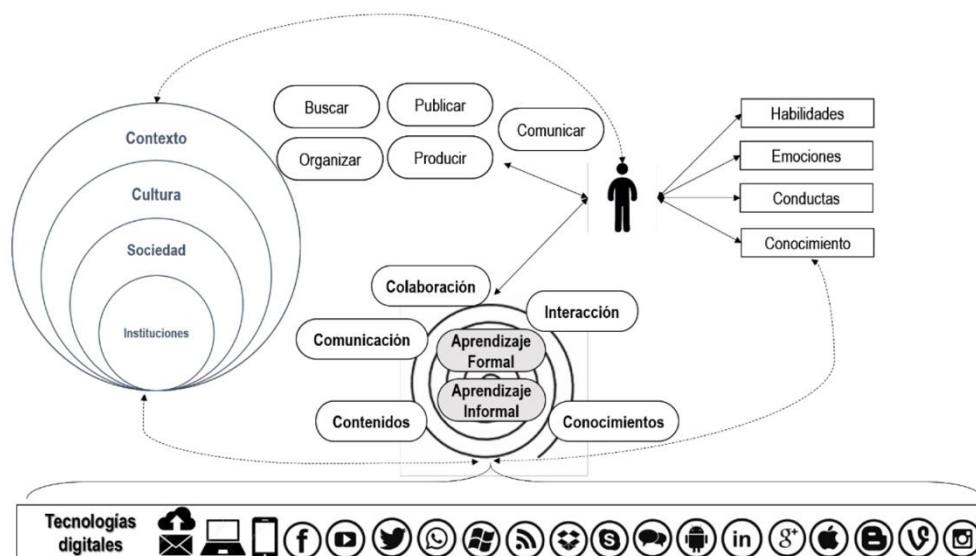 Contexto
Cultura
Sociedad
Instituciones
Buscar
Publicar
Organizar
Producir
Comunicar
Habilidades
Emociones
Conductas
Conocimiento
Colaboración
Interacción
Comunicación
Aprendizaje
Formal
Aprendizaje
Informal
Contenidos
Conocimientos
Tecnologías
digitales
f
S
in
g+